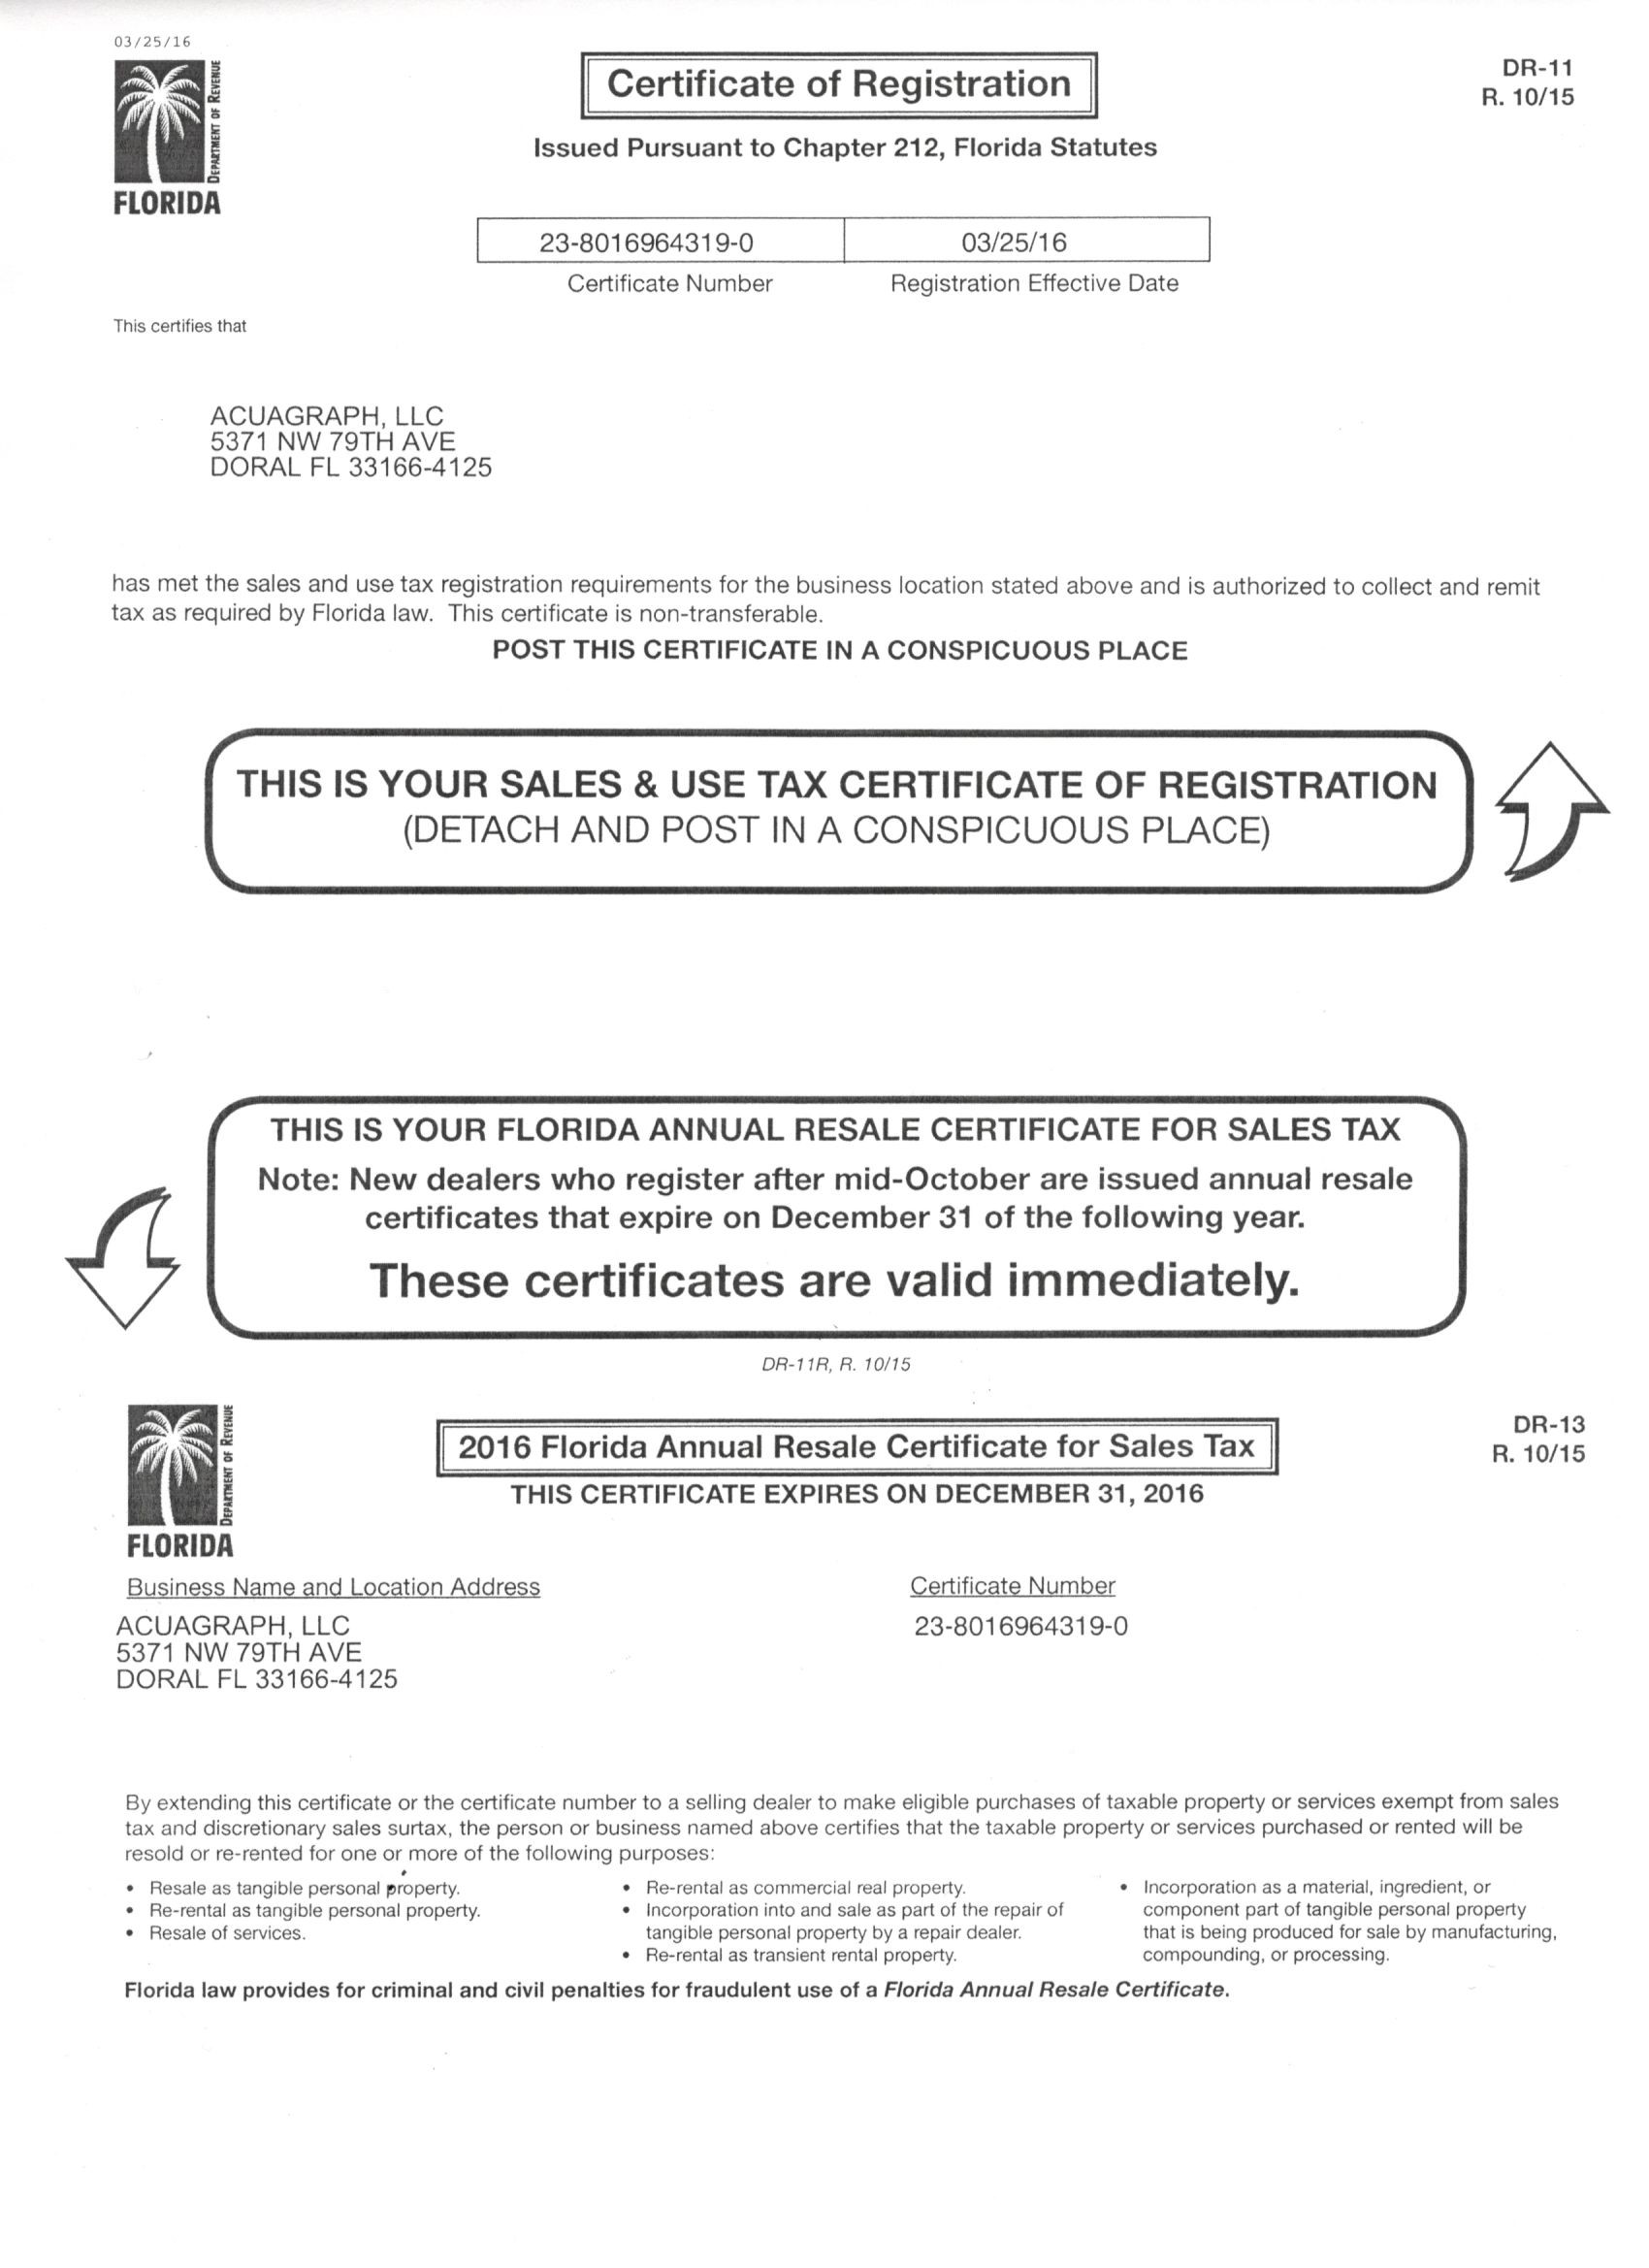 03/25/16
DEPARTMENT OF REVENUE
FLORIDA
Certificate of Registration
Issued Pursuant to Chapter 212, Florida Statutes
DR-11
R. 10/15
23-8016964319-0 03/25/16
Certificate Number Registration Effective Date
This certifies that
ACUAGRAPH, LLC
5371 NW 79TH AVE
DORAL FL 33166-4125
has met the sales and use tax registration requirements for the business location stated above and is authorized to collect and remit
tax as required by Florida law. This certificate is non-transferable.
POST THIS CERTIFICATE IN A CONSPICUOUS PLACE
THIS IS YOUR SALES & USE TAX CERTIFICATE OF REGISTRATION
(DETACH AND POST IN A CONSPICUOUS PLACE)
THIS IS YOUR FLORIDA ANNUAL RESALE CERTIFICATE FOR SALES TAX
Note: New dealers who register after mid-October are issued annual resale
certificates that expire on December 31 of the following year.
These certificates are valid immediately.
DR-11R, R. 10/15
DEPARTMENT OF REVENUE
FLORIDA
2016 Florida Annual Resale Certificate for Sales Tax
THIS CERTIFICATE EXPIRES ON DECEMBER 31, 2016
DR-13
R. 10/15
Business Name and Location Address
ACUAGRAPH, LLC
5371 NW 79TH AVE
DORAL FL 33166-4125
Certificate Number
23-8016964319-0
By extending this certificate or the certificate number to a selling dealer to make eligible purchases of taxable property or services exempt from sales
tax and discretionary sales surtax, the person or business named above certifies that the taxable property or services purchased or rented will be
resold or re-rented for one or more of the following purposes:
• Resale as tangible personal property.
• Re-rental as tangible personal property.
• Resale of services.
• Re-rental as commercial real property.
• Incorporation into and sale as part of the repair of
tangible personal property by a repair dealer.
• Re-rental as transient rental property.
• Incorporation as a material, ingredient, or
component part of tangible personal property
that is being produced for sale by manufacturing,
compounding, or processing.
Florida law provides for criminal and civil penalties for fraudulent use of a Florida Annual Resale Certificate.